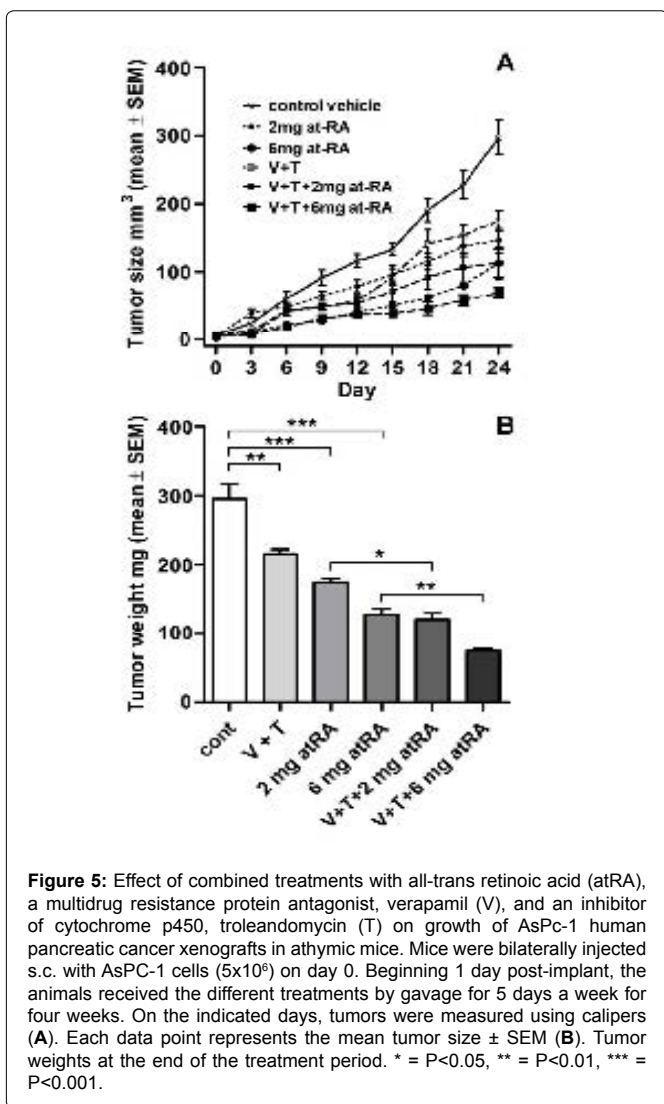 A
400
300
200
100
0
Tumor size mm³ (mean ± SEM)
control vehicle
2mg at-RA
6mg at-RA
V+T
V+T+2mg at-RA
V+T+6mg at-RA
0 3 6 9 12 15 18 21 24
Day
B
400
300
200
100
0
Tumor weight mg (mean ± SEM)
***
***
**
*
**
cont
V + T
2 mg atRA
6 mg atRA
V+T+2 mg atRA
V+T+6 mg atRA
Figure 5: Effect of combined treatments with all-trans retinoic acid (atRA),
a multidrug resistance protein antagonist, verapamil (V), and an inhibitor
of cytochrome p450, troleandomycin (T) on growth of AsPc-1 human
pancreatic cancer xenografts in athymic mice. Mice were bilaterally injected
s.c. with AsPC-1 cells (5x10⁶) on day 0. Beginning 1 day post-implant, the
animals received the different treatments by gavage for 5 days a week for
four weeks. On the indicated days, tumors were measured using calipers
(A). Each data point represents the mean tumor size ± SEM (B). Tumor
weights at the end of the treatment period. * = P<0.05, ** = P<0.01, *** =
P<0.001.